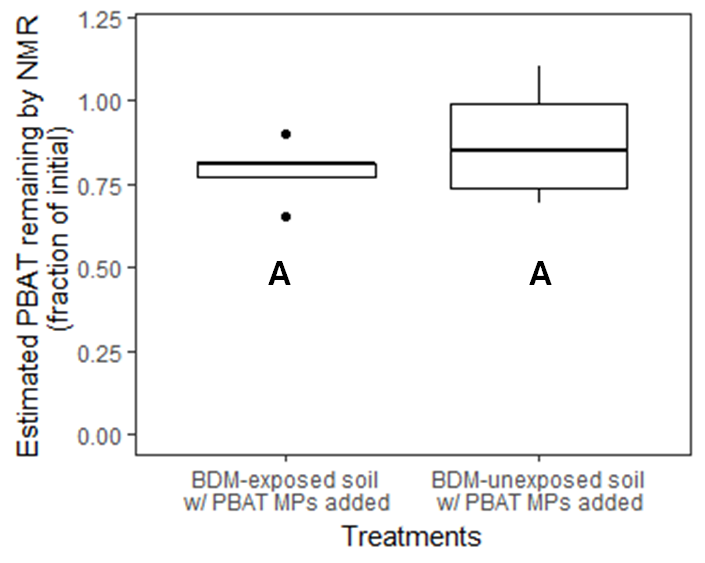 Estimated PBAT remaining by NMR
(fraction of initial)
1.25
1.00
0.75
0.50
0.25
0.00
A
A
BDM-exposed soil
w/ PBAT MPs added
BDM-unexposed soil
w/ PBAT MPs added
Treatments